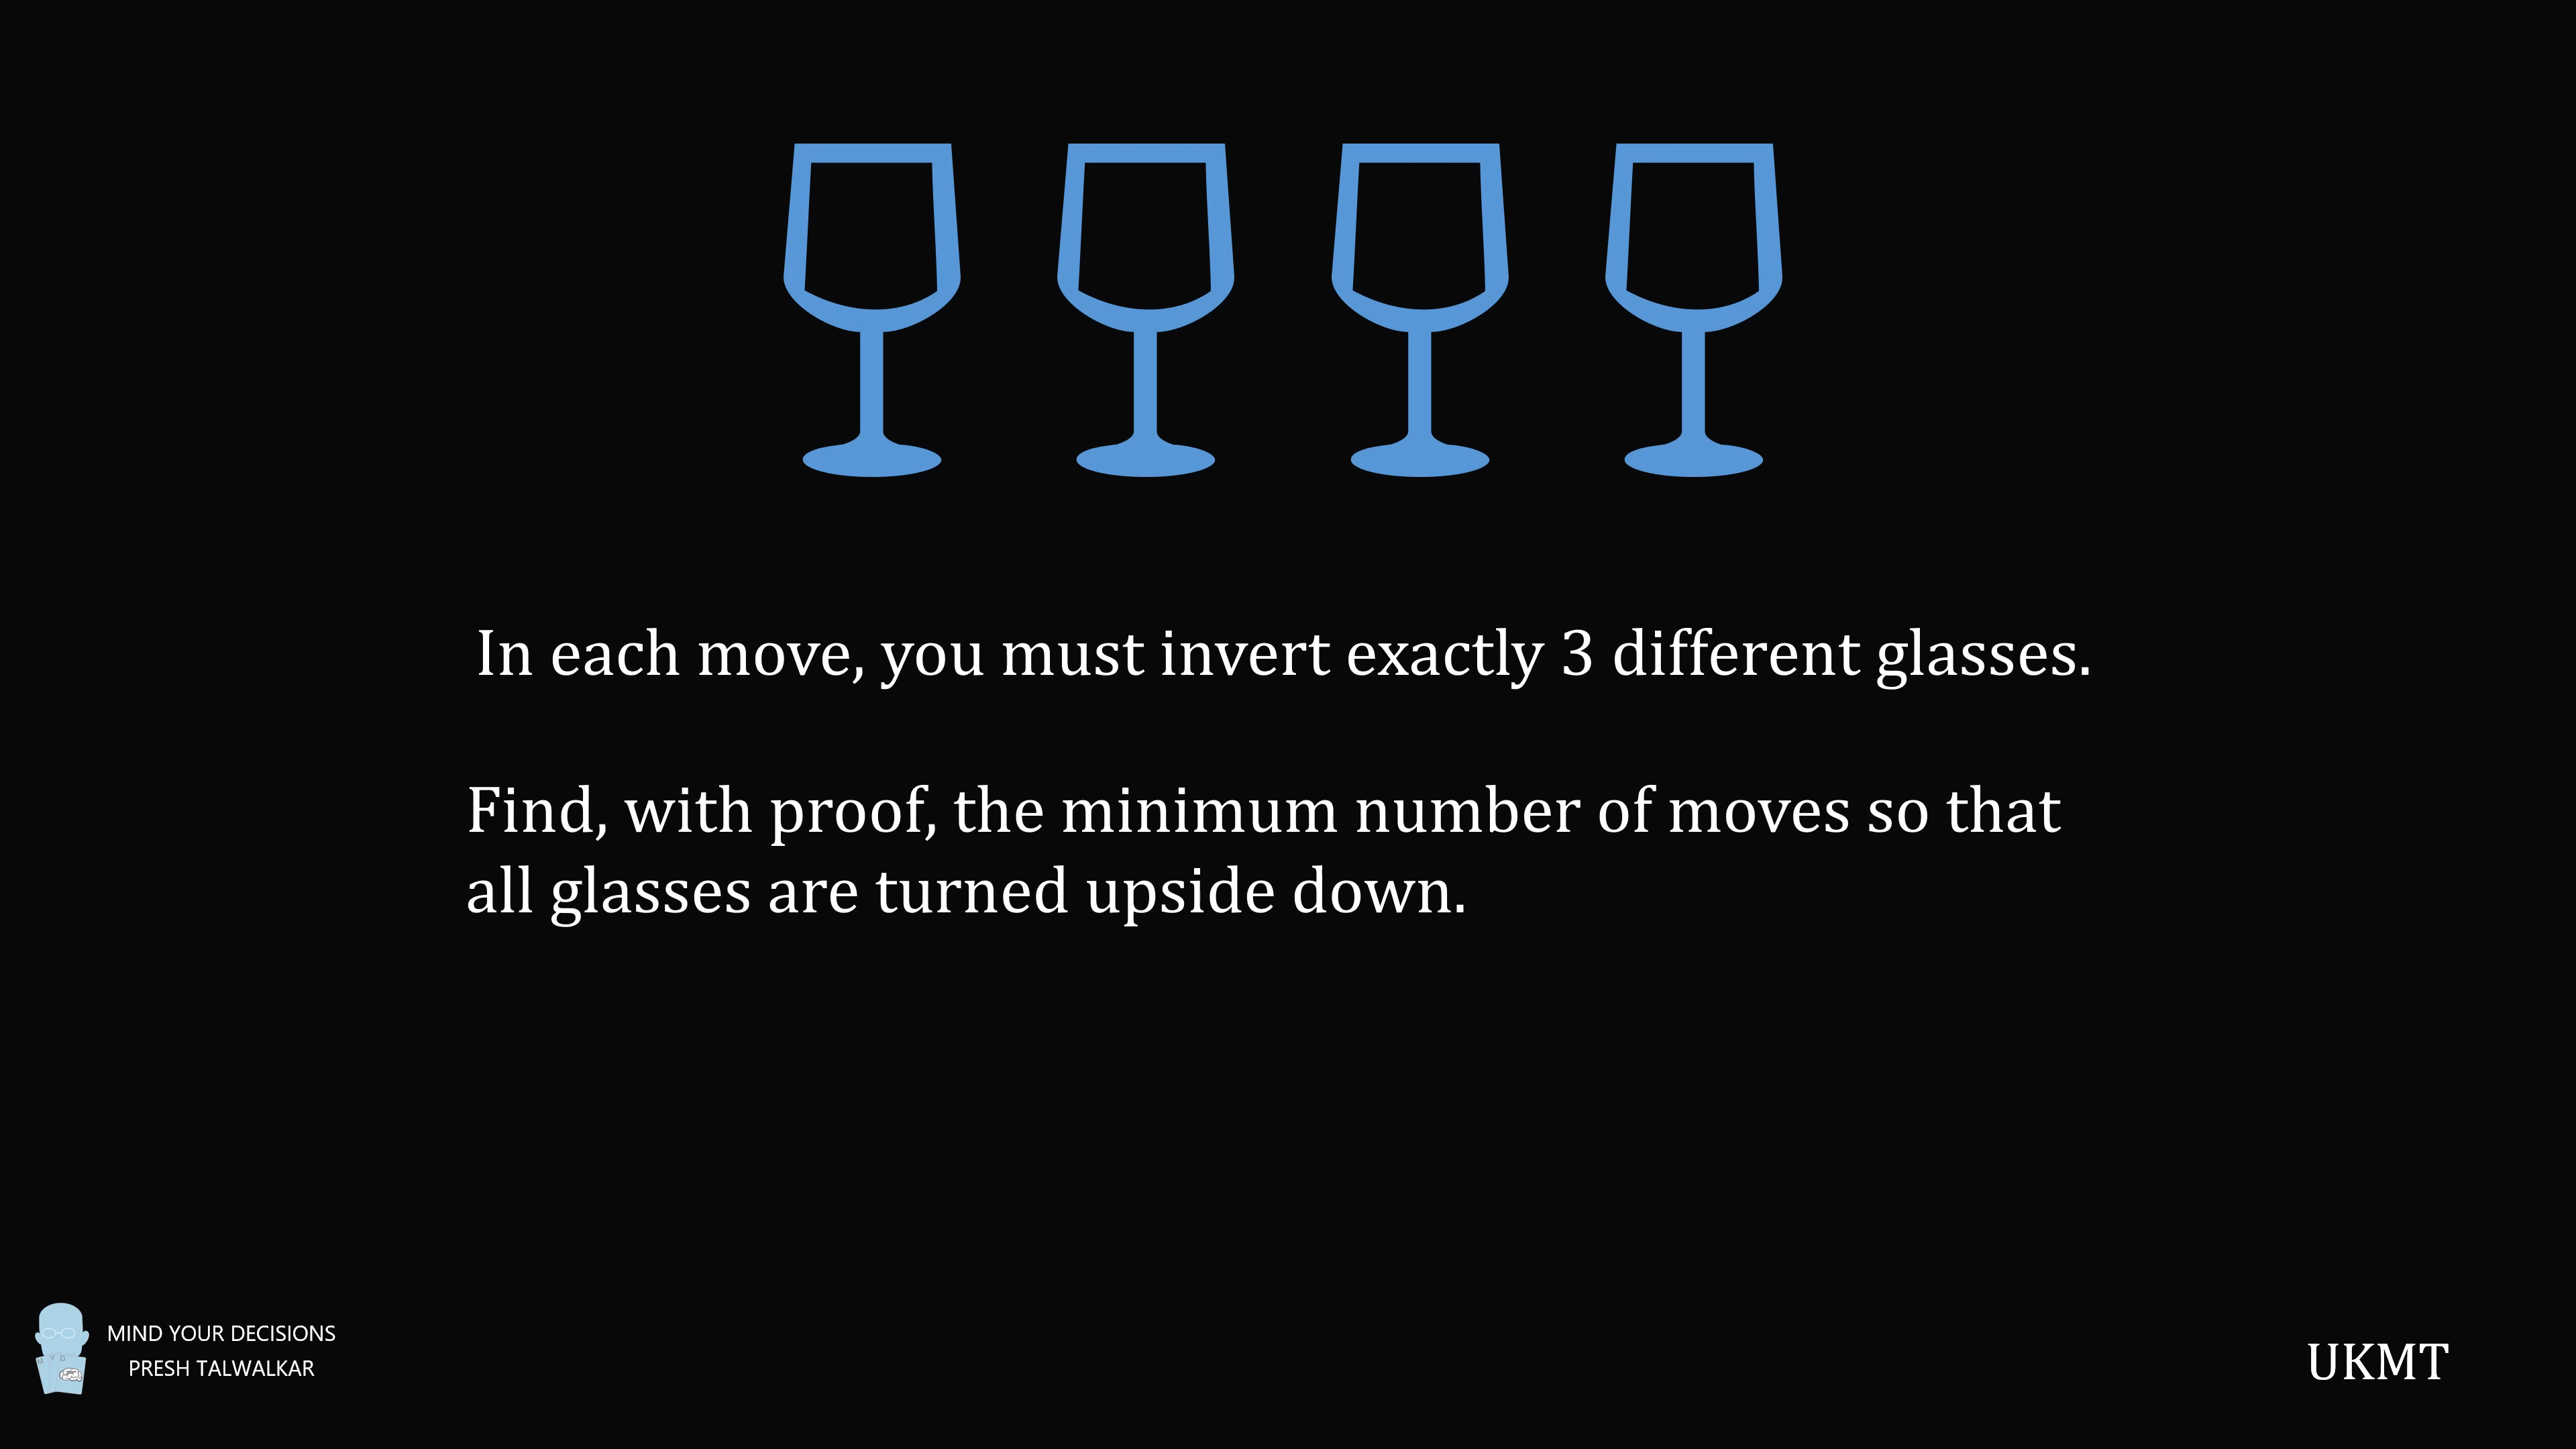 In each move, you must invert exactly 3 different glasses.
Find, with proof, the minimum number of moves so that
all glasses are turned upside down.
MIND YOUR DECISIONS
PRESH TALWALKAR
UKMT